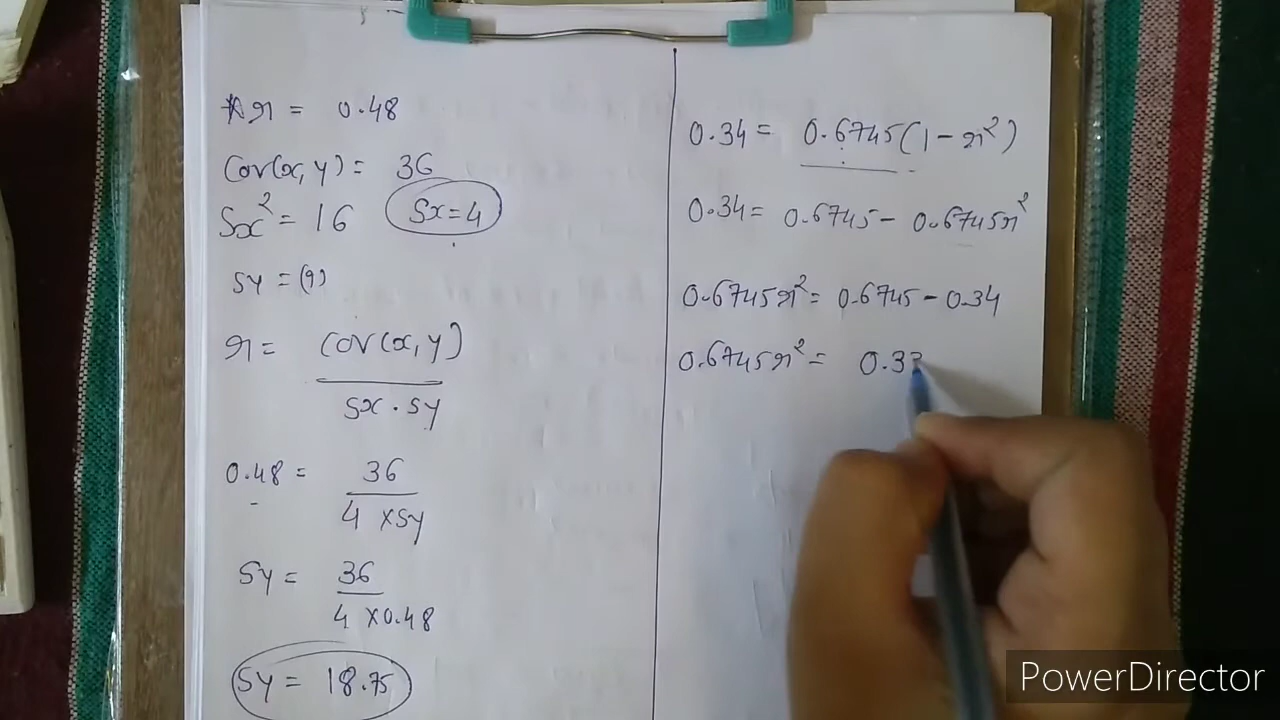 r = 0.48
Cov(x, y) = 36
Sx² = 16 Sx=4
Sy = (?)
r = Cov(x, y)
Sx . Sy
0.48 = 36
4 × Sy
Sy = 36
4 × 0.48
Sy = 18.75
0.34 = 0.6745(1 - r²)
0.34 = 0.6745 - 0.6745r²
0.6745r² = 0.6745 - 0.34
0.6745r² = 0.33
PowerDirector